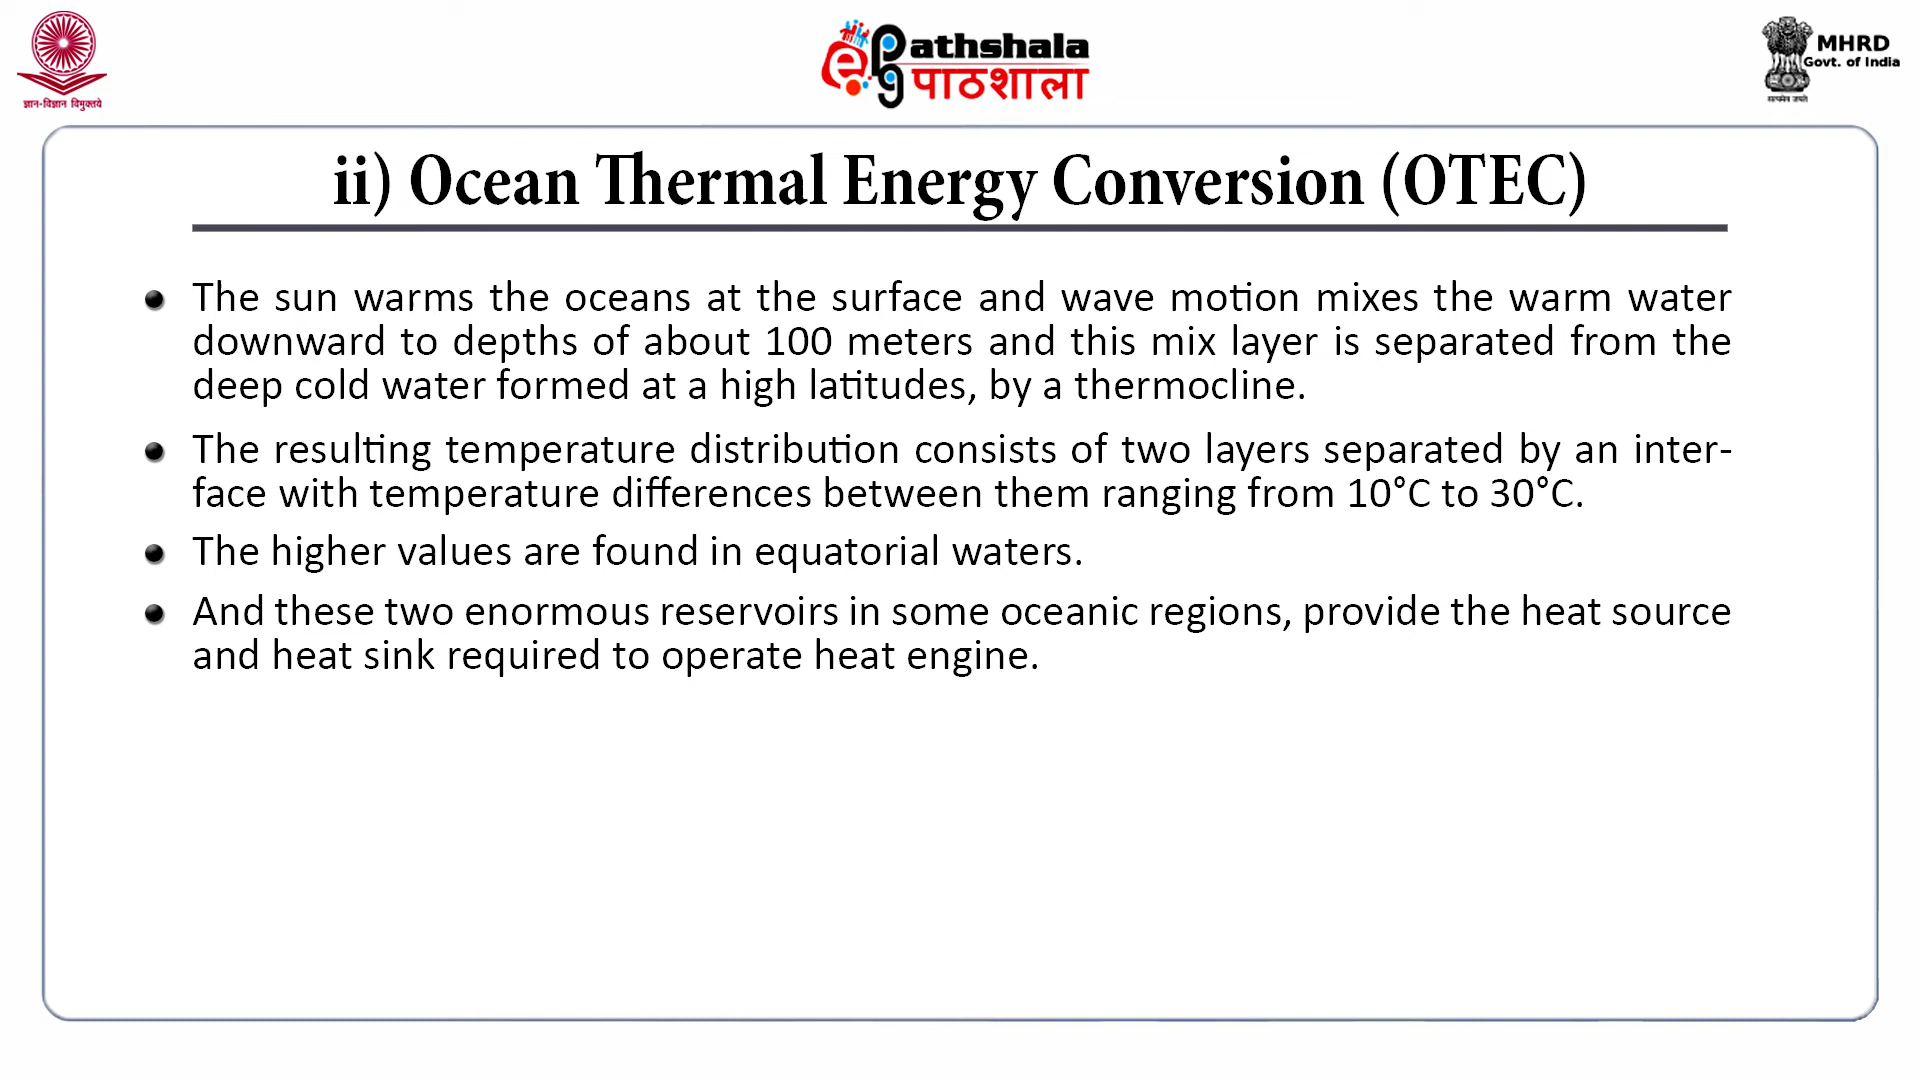 ज्ञान-विज्ञान विमुक्तये
ePathshala
पाठशाला
MHRD
Govt. of India
सत्यमेव जयते
ii) Ocean Thermal Energy Conversion (OTEC)
The sun warms the oceans at the surface and wave motion mixes the warm water
downward to depths of about 100 meters and this mix layer is separated from the
deep cold water formed at a high latitudes, by a thermocline.
The resulting temperature distribution consists of two layers separated by an inter-
face with temperature differences between them ranging from 10°C to 30°C.
The higher values are found in equatorial waters.
And these two enormous reservoirs in some oceanic regions, provide the heat source
and heat sink required to operate heat engine.